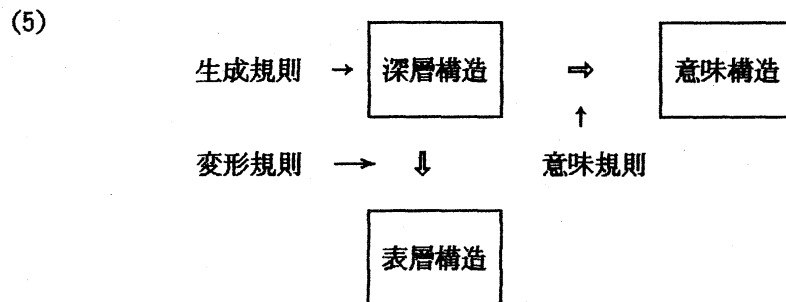 (5)
生成規則 → 深層構造 ⇒ 意味構造
↑
変形規則 → ⇓ 意味規則
表層構造